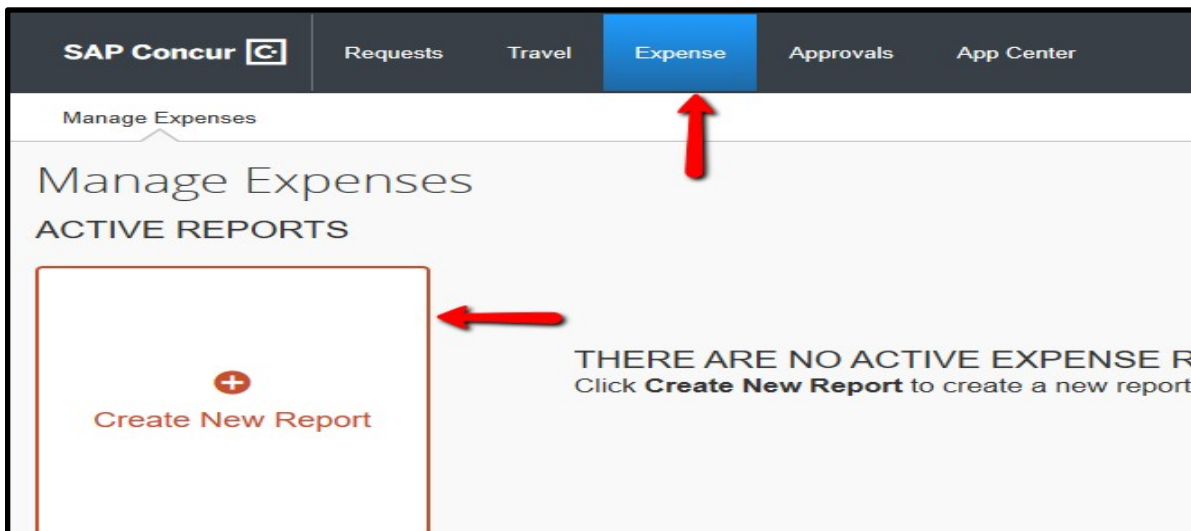 SAP Concur Requests Travel Expense Approvals App Center
Manage Expenses
Manage Expenses
ACTIVE REPORTS
THERE ARE NO ACTIVE EXPENSE R
Click Create New Report to create a new report
Create New Report